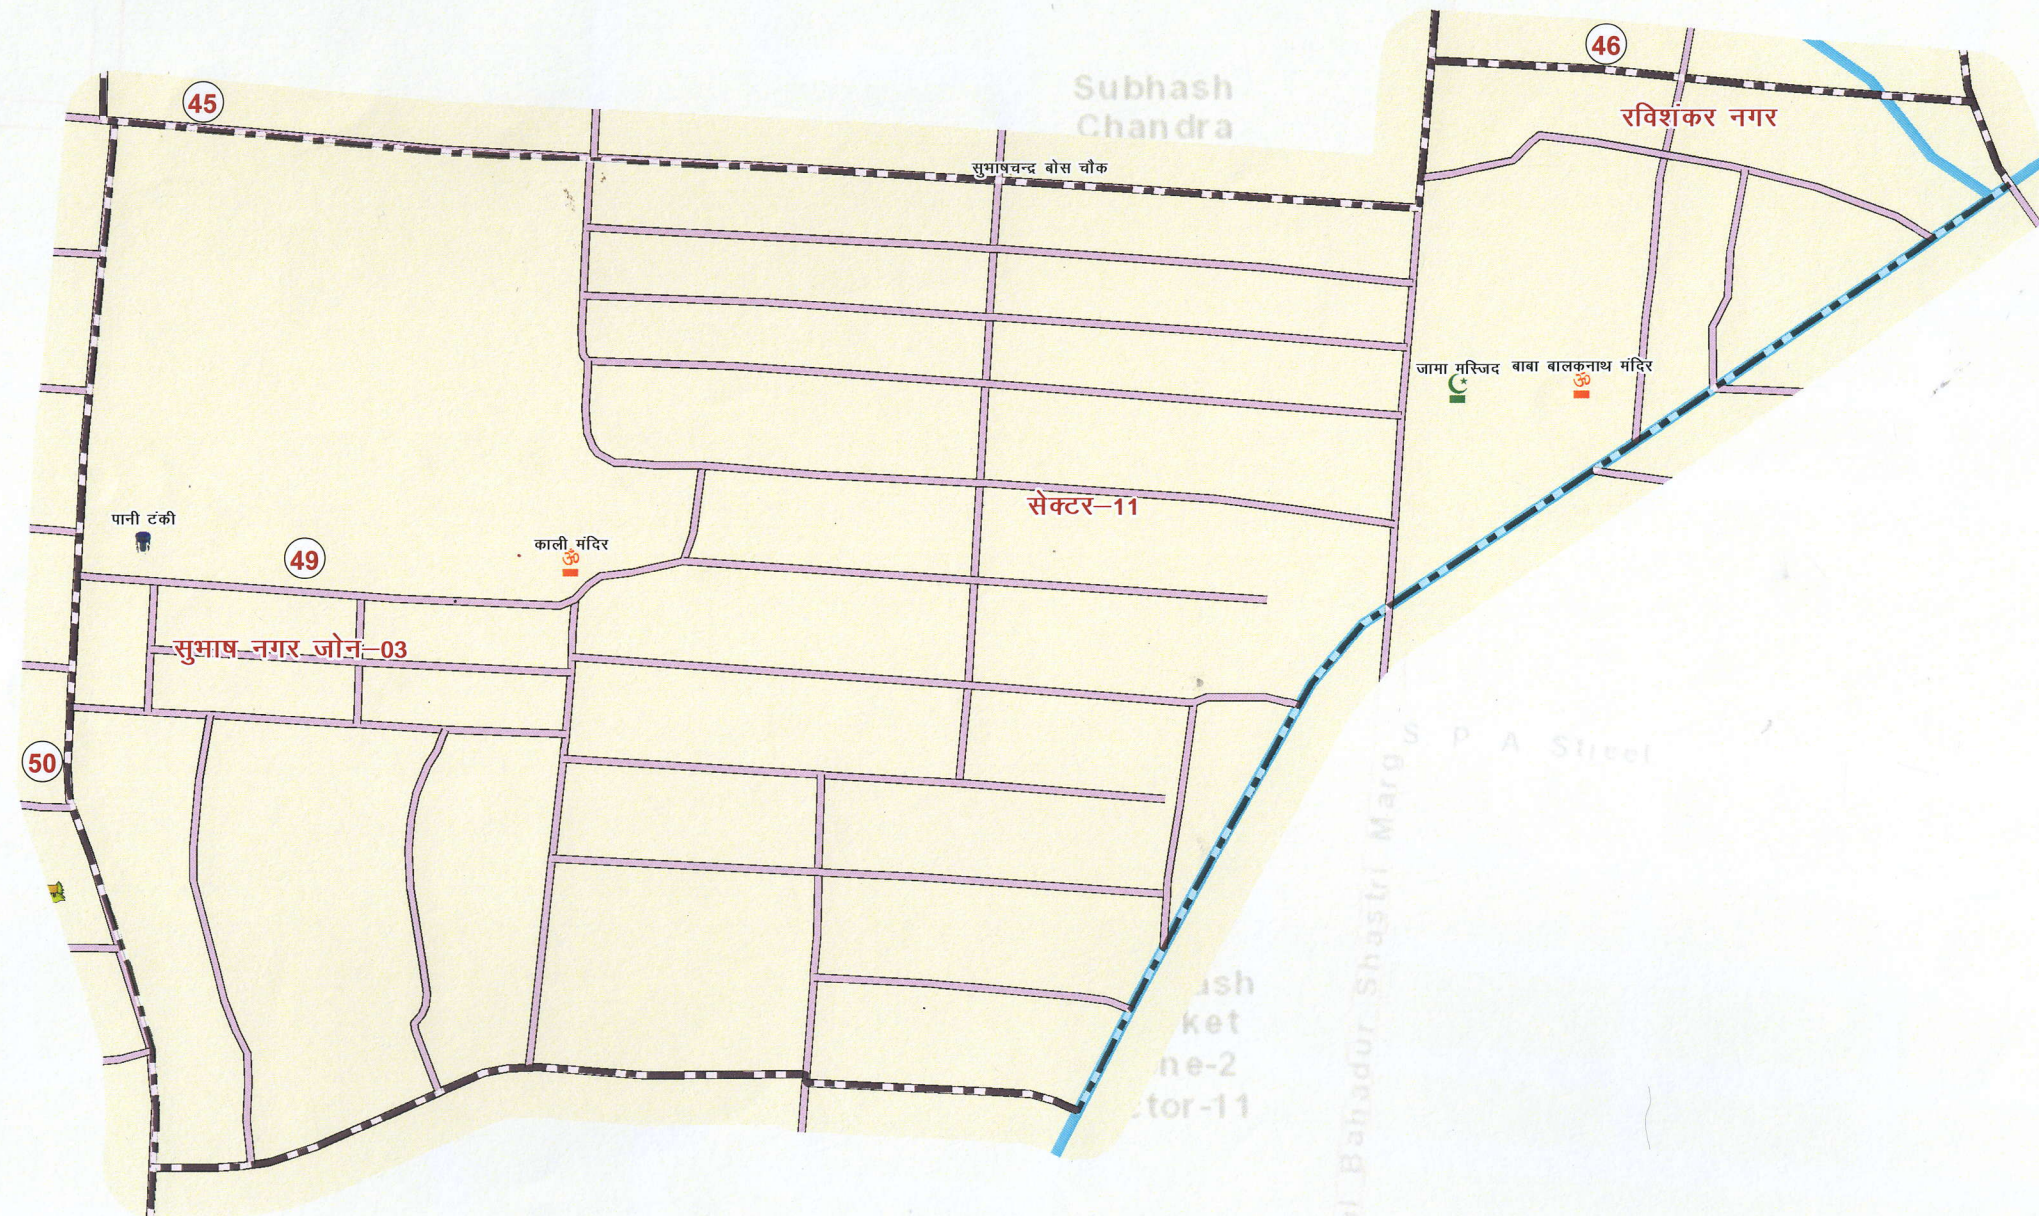 46
Subhash
Chandra
45
रविशंकर नगर
सुभाषचन्द्र बोस चौक
जामा मस्जिद
बाबा बालकनाथ मंदिर
सेक्टर–11
पानी टंकी
काली मंदिर
49
सुभाष नगर जोन–03
50
S P A Street
Bahadur Shastri Marg
ash
ket
ne-2
ctor-11